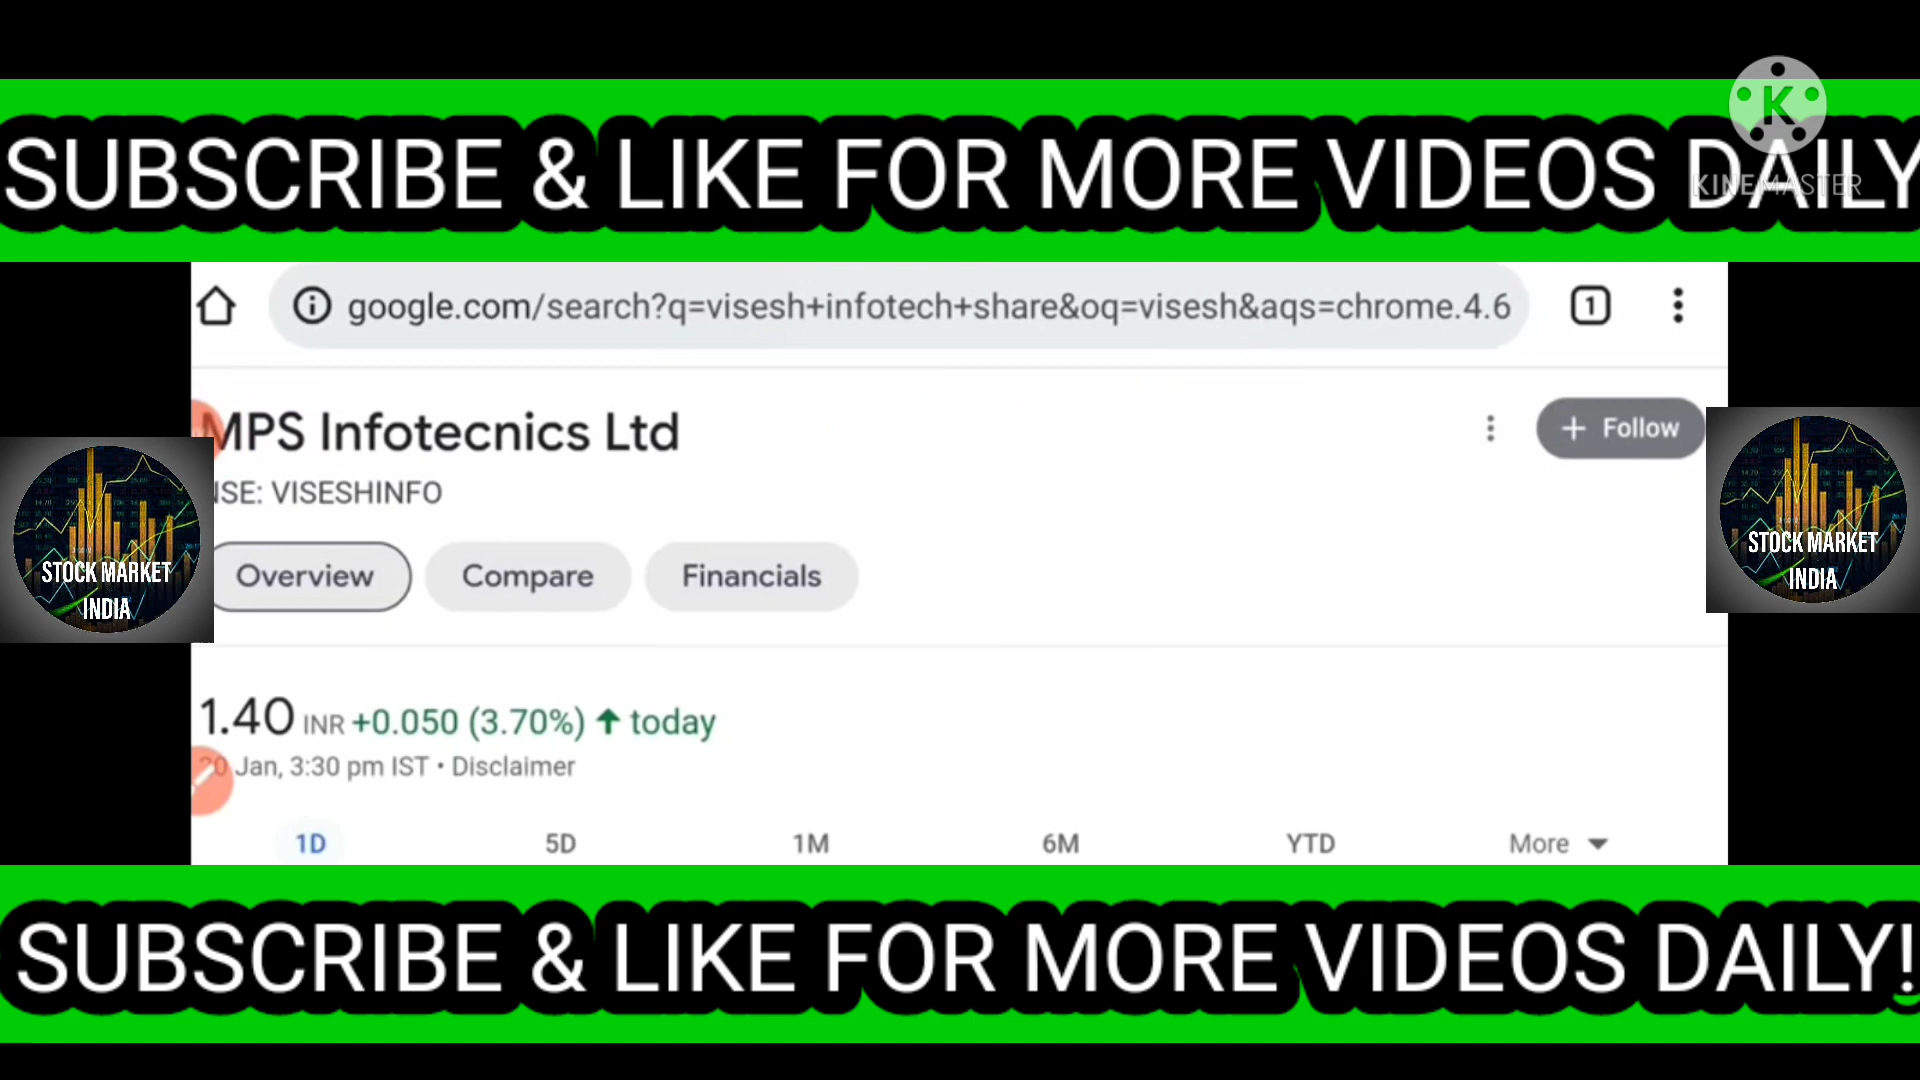 SUBSCRIBE & LIKE FOR MORE VIDEOS DAILY
K
KINEMASTER
google.com/search?q=visesh+infotech+share&oq=visesh&aqs=chrome.4.6
1
MPS Infotecnics Ltd
+ Follow
NSE: VISESHINFO
Overview Compare Financials
STOCK MARKET
INDIA
STOCK MARKET
INDIA
1.40 INR +0.050 (3.70%) ↑ today
20 Jan, 3:30 pm IST • Disclaimer
1D 5D 1M 6M YTD More
SUBSCRIBE & LIKE FOR MORE VIDEOS DAILY!